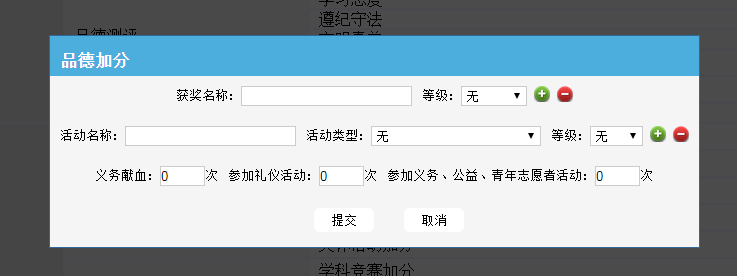 学习态度
遵纪守法
品德测评
品德加分
获奖名称： 等级：无
活动名称： 活动类型：无 等级：无
义务献血：0次 参加礼仪活动：0次 参加义务、公益、青年志愿者活动：0次
提交 取消
学科竞赛加分